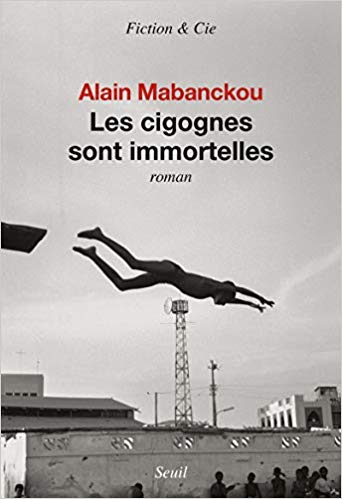 Fiction & Cie
Alain Mabanckou
Les cigognes
sont immortelles
roman
Seuil